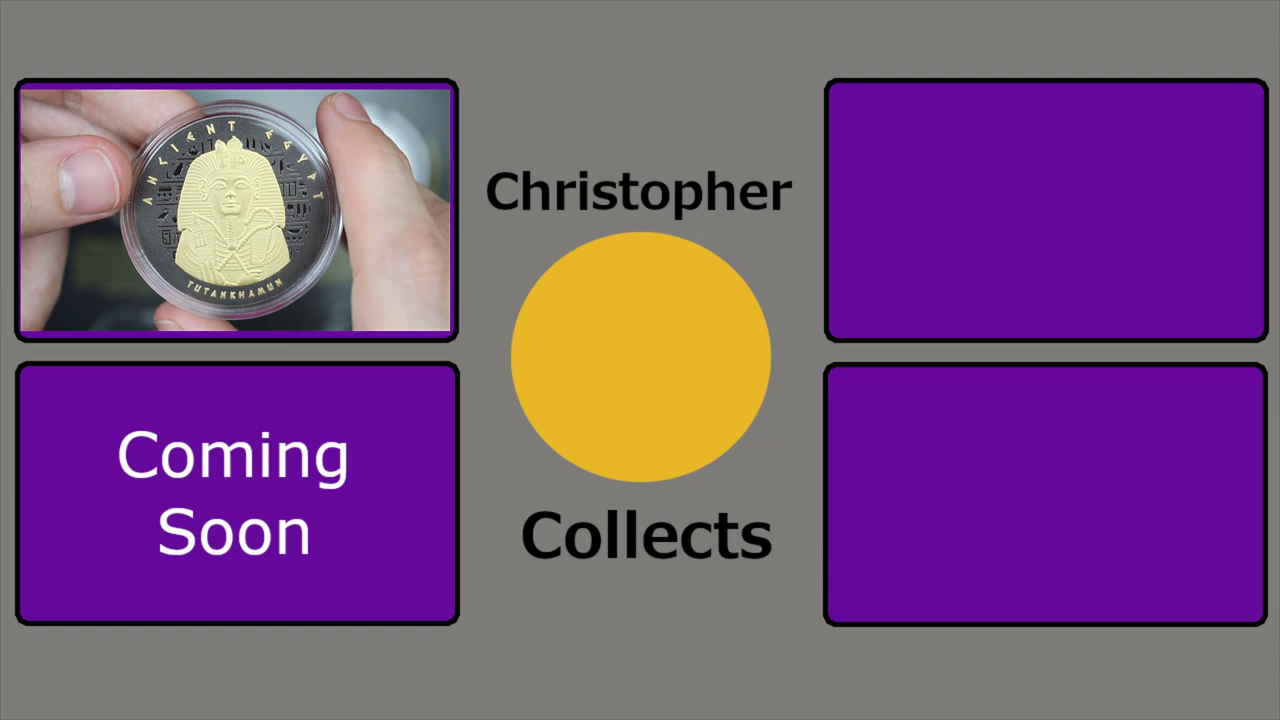 ANCIENT EGYPT
TUTANKHAMUN
Christopher
Coming
Soon
Collects